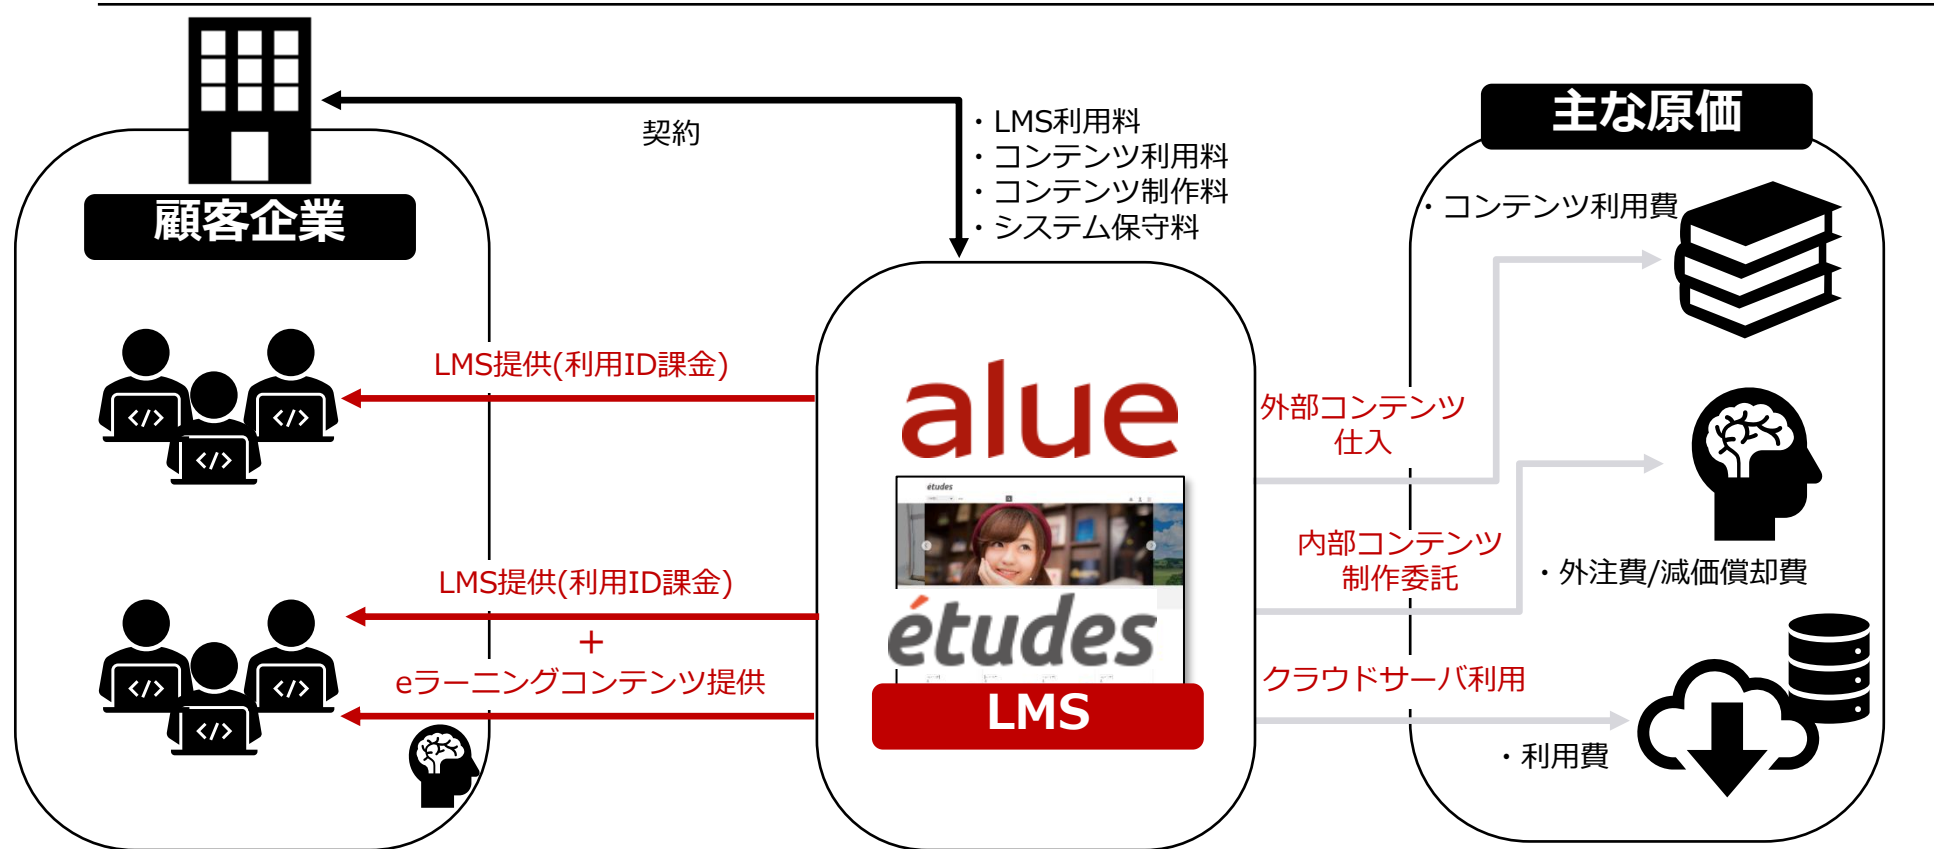 顧客企業
契約
・LMS利用料
・コンテンツ利用料
・コンテンツ制作料
・システム保守料
LMS提供(利用ID課金)
LMS提供(利用ID課金)
+
eラーニングコンテンツ提供
</>
</>
</>
</>
</>
</>
alue
études
études
LMS
外部コンテンツ
仕入
内部コンテンツ
制作委託
クラウドサーバ利用
主な原価
・コンテンツ利用費
・外注費/減価償却費
・利用費